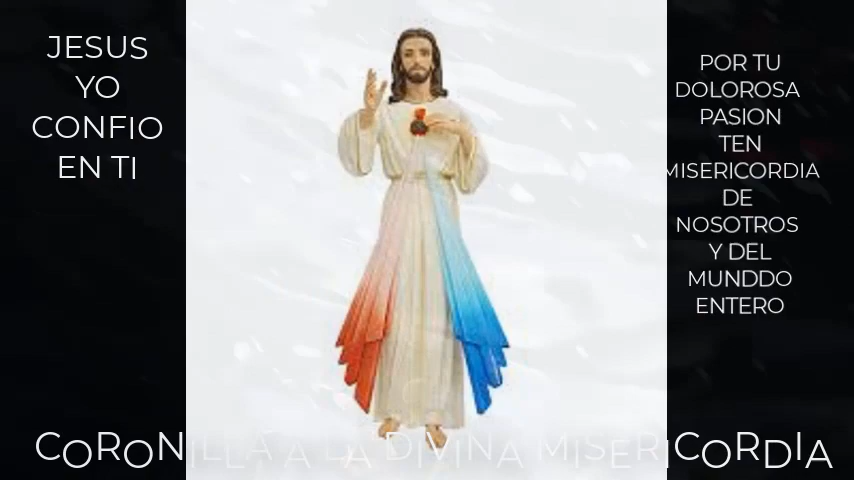 JESUS
YO
CONFIO
EN TI
POR TU
DOLOROSA
PASION
TEN
MISERICORDIA
DE
NOSOTROS
Y DEL
MUNDDO
ENTERO
CORONILLA A LA DIVINA MISERICORDIA